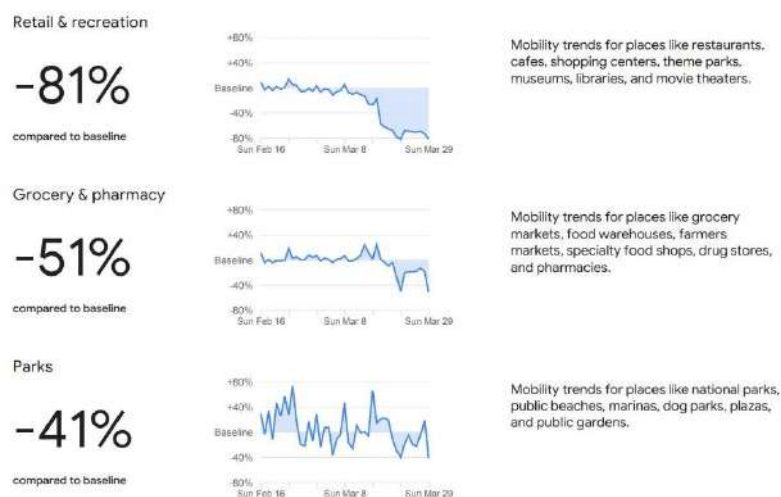 Retail & recreation
-81%
compared to baseline
+80%
+40%
Baseline
-40%
-80%
Sun Feb 16
Sun Mar 8
Sun Mar 29
Mobility trends for places like restaurants,
cafes, shopping centers, theme parks,
museums, libraries, and movie theaters.
Grocery & pharmacy
-51%
compared to baseline
+80%
+40%
Baseline
-40%
-80%
Sun Feb 16
Sun Mar 8
Sun Mar 29
Mobility trends for places like grocery
markets, food warehouses, farmers
markets, specialty food shops, drug stores,
and pharmacies.
Parks
-41%
compared to baseline
+80%
+40%
Baseline
-40%
-80%
Sun Feb 16
Sun Mar 8
Sun Mar 29
Mobility trends for places like national parks,
public beaches, marinas, dog parks, plazas,
and public gardens.